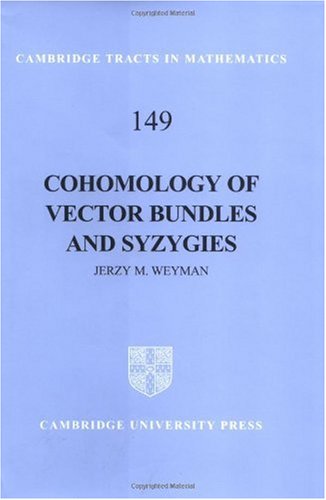 CAMBRIDGE TRACTS IN MATHEMATICS
149
COHOMOLOGY OF
VECTOR BUNDLES
AND SYZYGIES
JERZY M. WEYMAN
CAMBRIDGE UNIVERSITY PRESS